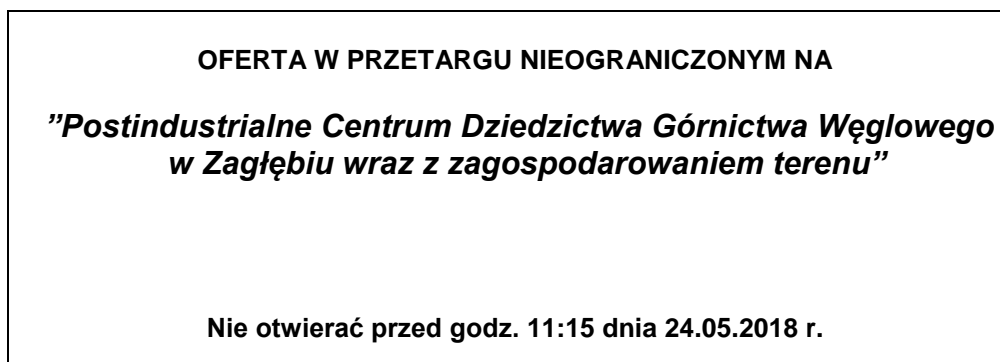 OFERTA W PRZETARGU NIEOGRANICZONYM NA
”Postindustrialne Centrum Dziedzictwa Górnictwa Węglowego
w Zagłębiu wraz z zagospodarowaniem terenu”
Nie otwierać przed godz. 11:15 dnia 24.05.2018 r.